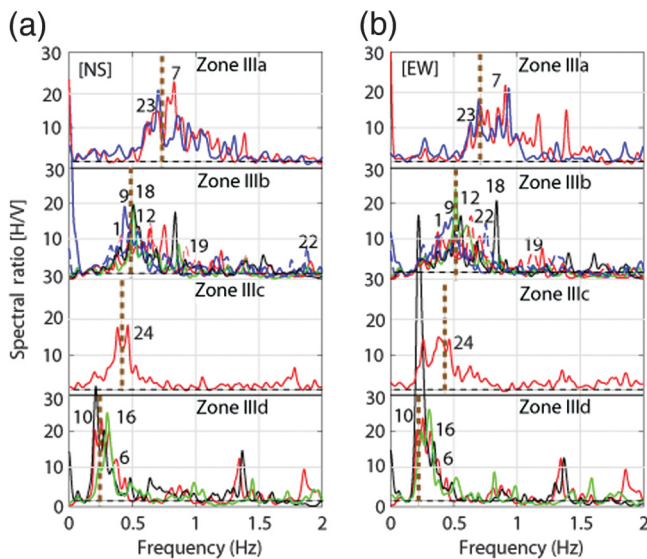 (a)
(b)
[NS]
Zone IIIa
7
23
9
18
1
12
19
22
Zone IIIb
Zone IIIc
24
10
16
6
Zone IIId
[EW]
Zone IIIa
7
23
Zone IIIb
18
9
12
1
22
19
Zone IIIc
24
Zone IIId
10
16
6
30
20
10
30
20
10
30
20
10
30
20
10
0
30
20
10
30
20
10
30
20
10
30
20
10
0
Spectral ratio [H/V]
0 0.5 1 1.5 2
0 0.5 1 1.5 2
Frequency (Hz)
Frequency (Hz)